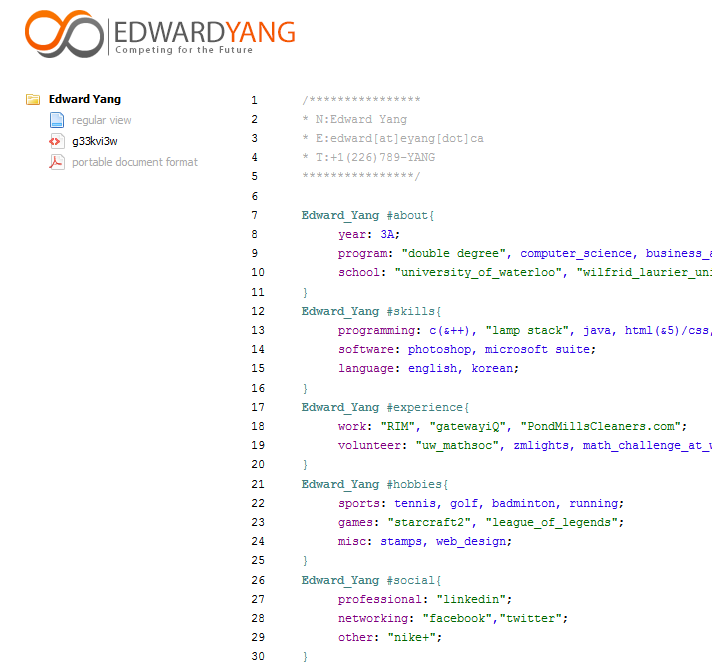 EDWARDYANG
Competing for the Future
Edward Yang
regular view
g33kvi3w
portable document format
1 /****************
2 * N:Edward Yang
3 * E:edward[at]eyang[dot]ca
4 * T:+1(226)789-YANG
5 ****************/
6
7 Edward_Yang #about{
8 year: 3A;
9 program: "double degree", computer_science, business_a
10 school: "university_of_waterloo", "wilfrid_laurier_uni
11 }
12 Edward_Yang #skills{
13 programming: c(&++), "lamp stack", java, html(&5)/css,
14 software: photoshop, microsoft suite;
15 language: english, korean;
16 }
17 Edward_Yang #experience{
18 work: "RIM", "gatewayiQ", "PondMillsCleaners.com";
19 volunteer: "uw_mathsoc", zmlights, math_challenge_at_w
20 }
21 Edward_Yang #hobbies{
22 sports: tennis, golf, badminton, running;
23 games: "starcraft2", "league_of_legends";
24 misc: stamps, web_design;
25 }
26 Edward_Yang #social{
27 professional: "linkedin";
28 networking: "facebook","twitter";
29 other: "nike+";
30 }